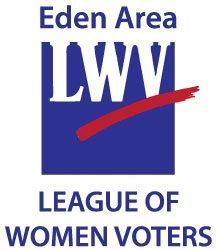 Eden Area
LWV
LEAGUE OF
WOMEN VOTERS